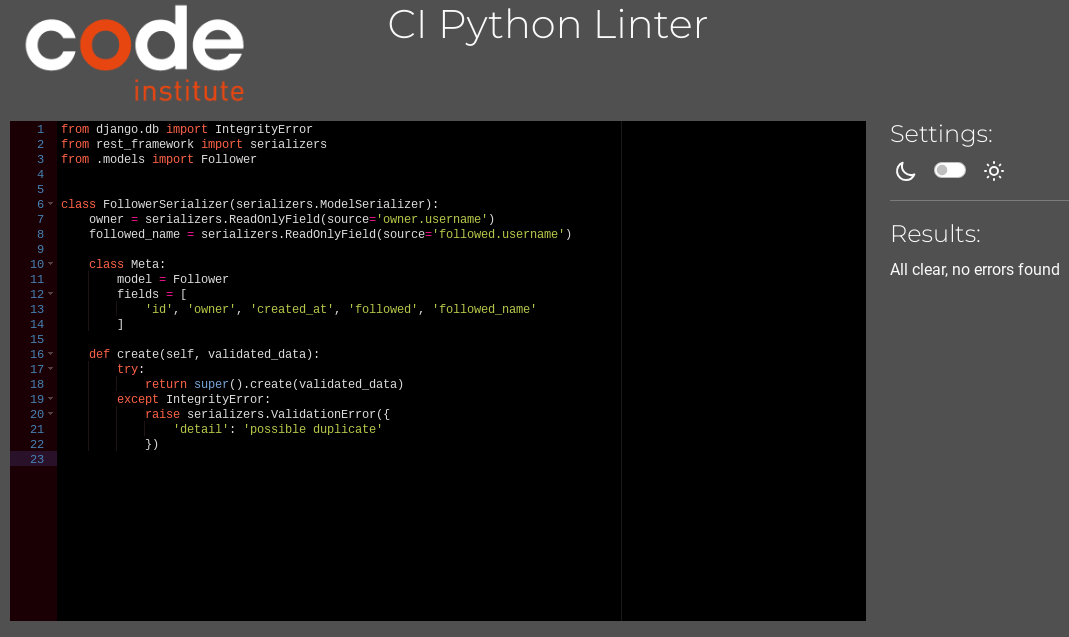 code
institute
CI Python Linter
1 from django.db import IntegrityError
2 from rest_framework import serializers
3 from .models import Follower
4
5
6 class FollowerSerializer(serializers.ModelSerializer):
7     owner = serializers.ReadOnlyField(source='owner.username')
8     followed_name = serializers.ReadOnlyField(source='followed.username')
9
10     class Meta:
11         model = Follower
12         fields = [
13             'id', 'owner', 'created_at', 'followed', 'followed_name'
14         ]
15
16     def create(self, validated_data):
17         try:
18             return super().create(validated_data)
19         except IntegrityError:
20             raise serializers.ValidationError({
21                 'detail': 'possible duplicate'
22             })
23
Settings:
Results:
All clear, no errors found